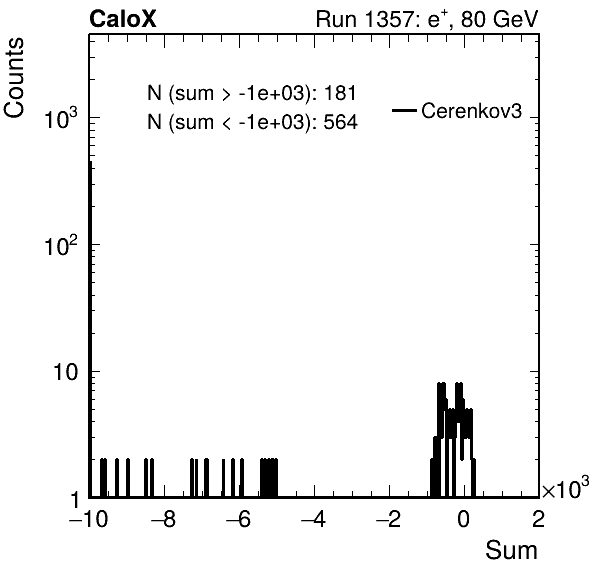 CaloX Run 1357: e⁺, 80 GeV
Counts
N (sum > -1e+03): 181
N (sum < -1e+03): 564
Cerenkov3
10³
10²
10
1
−10 −8 −6 −4 −2 0 2
×10³
Sum